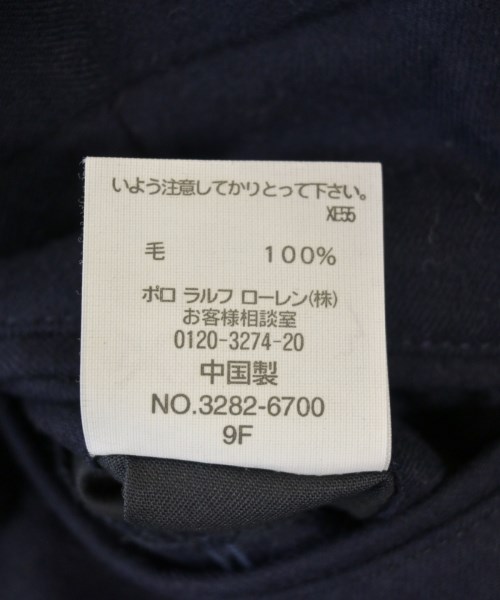 いよう注意してかりとって下さい。
XE55
毛 100%
ポロ ラルフ ローレン(株)
お客様相談室
0120-3274-20
中国製
NO.3282-6700
9F